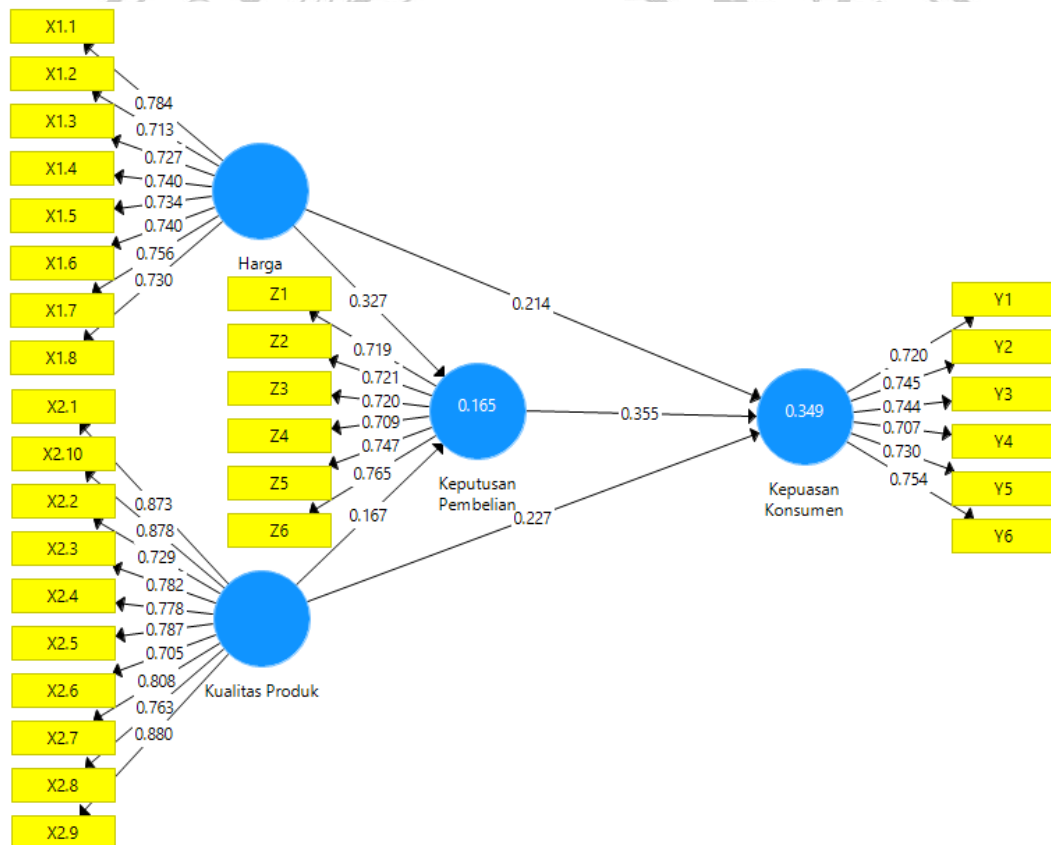 X1.1
X1.2
X1.3
X1.4
X1.5
X1.6
X1.7
X1.8
0.784
0.713
0.727
0.740
0.734
0.740
0.756
0.730
Harga
0.327
0.214
Z1
Z2
Z3
Z4
Z5
Z6
0.719
0.721
0.720
0.709
0.747
0.765
0.165
Keputusan
Pembelian
0.355
0.167
0.227
X2.1
X2.10
X2.2
X2.3
X2.4
X2.5
X2.6
X2.7
X2.8
X2.9
0.873
0.878
0.729
0.782
0.778
0.787
0.705
0.808
0.763
0.880
Kualitas Produk
0.349
Kepuasan
Konsumen
0.720
0.745
0.744
0.707
0.730
0.754
Y1
Y2
Y3
Y4
Y5
Y6